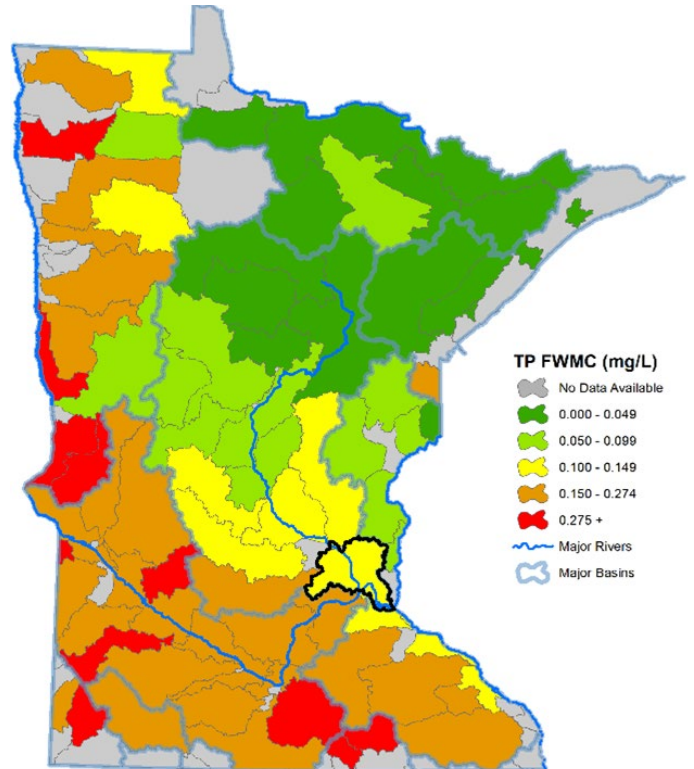 TP FWMC (mg/L)
No Data Available
0.000 - 0.049
0.050 - 0.099
0.100 - 0.149
0.150 - 0.274
0.275 +
Major Rivers
Major Basins